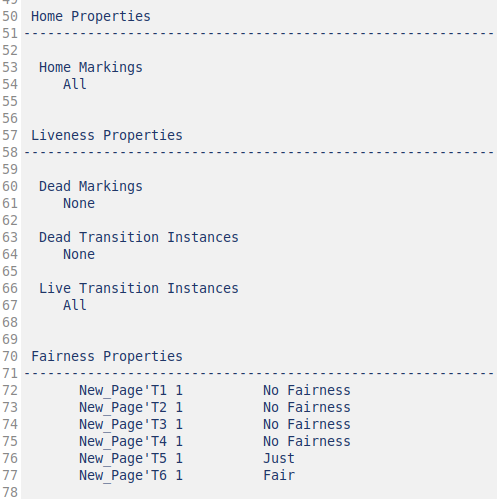 50 Home Properties
51 ------------------------------------------------------------
52
53 Home Markings
54 All
55
56
57 Liveness Properties
58 ------------------------------------------------------------
59
60 Dead Markings
61 None
62
63 Dead Transition Instances
64 None
65
66 Live Transition Instances
67 All
68
69
70 Fairness Properties
71 ------------------------------------------------------------
72 New_Page'T1 1 No Fairness
73 New_Page'T2 1 No Fairness
74 New_Page'T3 1 No Fairness
75 New_Page'T4 1 No Fairness
76 New_Page'T5 1 Just
77 New_Page'T6 1 Fair
78